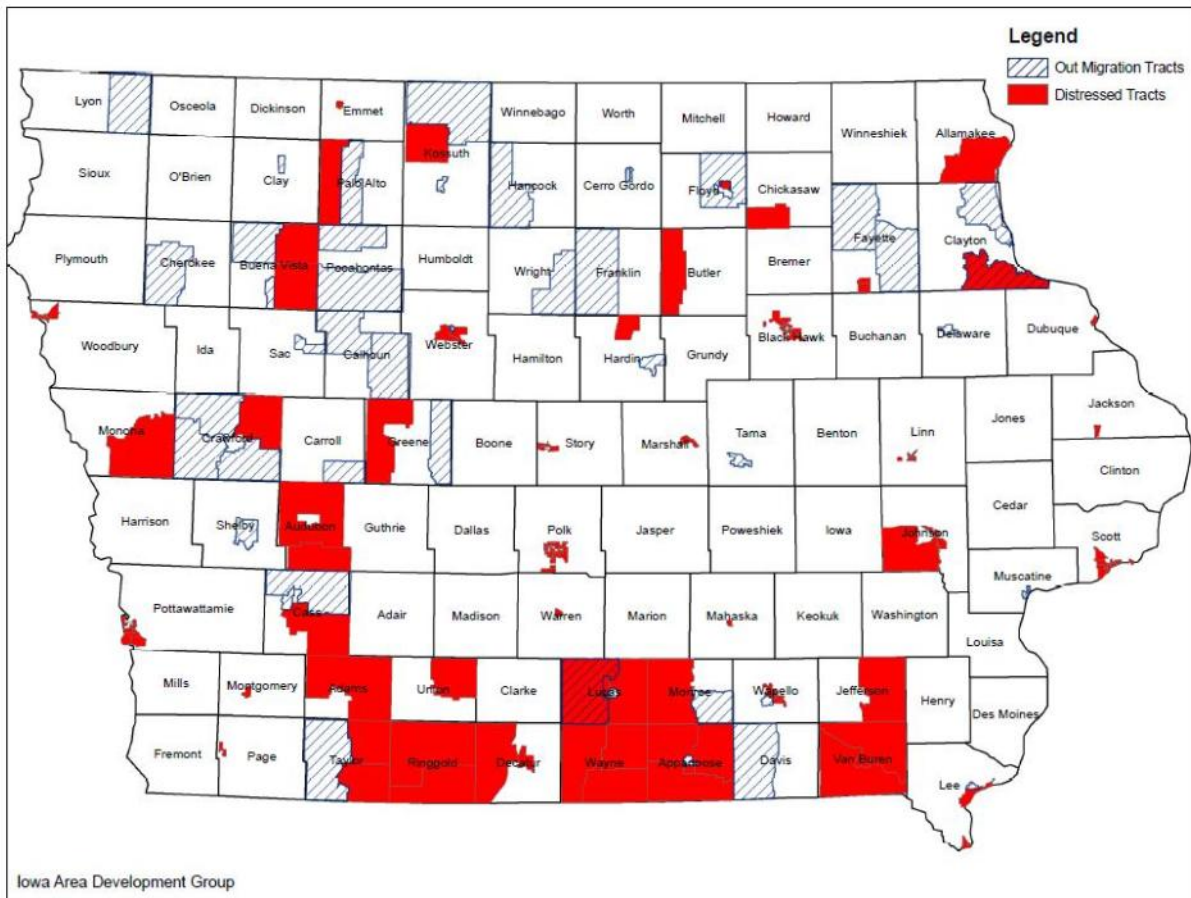 Legend
Out Migration Tracts
Distressed Tracts
Lyon
Osceola
Dickinson
Emmet
Winnebago
Worth
Mitchell
Howard
Winneshiek
Allamakee
Sioux
O'Brien
Clay
Palo Alto
Kossuth
Hancock
Cerro Gordo
Floyd
Chickasaw
Plymouth
Cherokee
Buena Vista
Pocahontas
Humboldt
Wright
Franklin
Butler
Bremer
Fayette
Clayton
Woodbury
Ida
Sac
Calhoun
Webster
Hamilton
Hardin
Grundy
Black Hawk
Buchanan
Delaware
Dubuque
Monona
Crawford
Carroll
Greene
Boone
Story
Marshall
Tama
Benton
Linn
Jones
Jackson
Clinton
Harrison
Shelby
Audubon
Guthrie
Dallas
Polk
Jasper
Poweshiek
Iowa
Johnson
Cedar
Scott
Muscatine
Pottawattamie
Cass
Adair
Madison
Warren
Marion
Mahaska
Keokuk
Washington
Louisa
Mills
Montgomery
Adams
Union
Clarke
Lucas
Monroe
Wapello
Jefferson
Henry
Des Moines
Fremont
Page
Taylor
Ringgold
Decatur
Wayne
Appanoose
Davis
Van Buren
Lee
Iowa Area Development Group